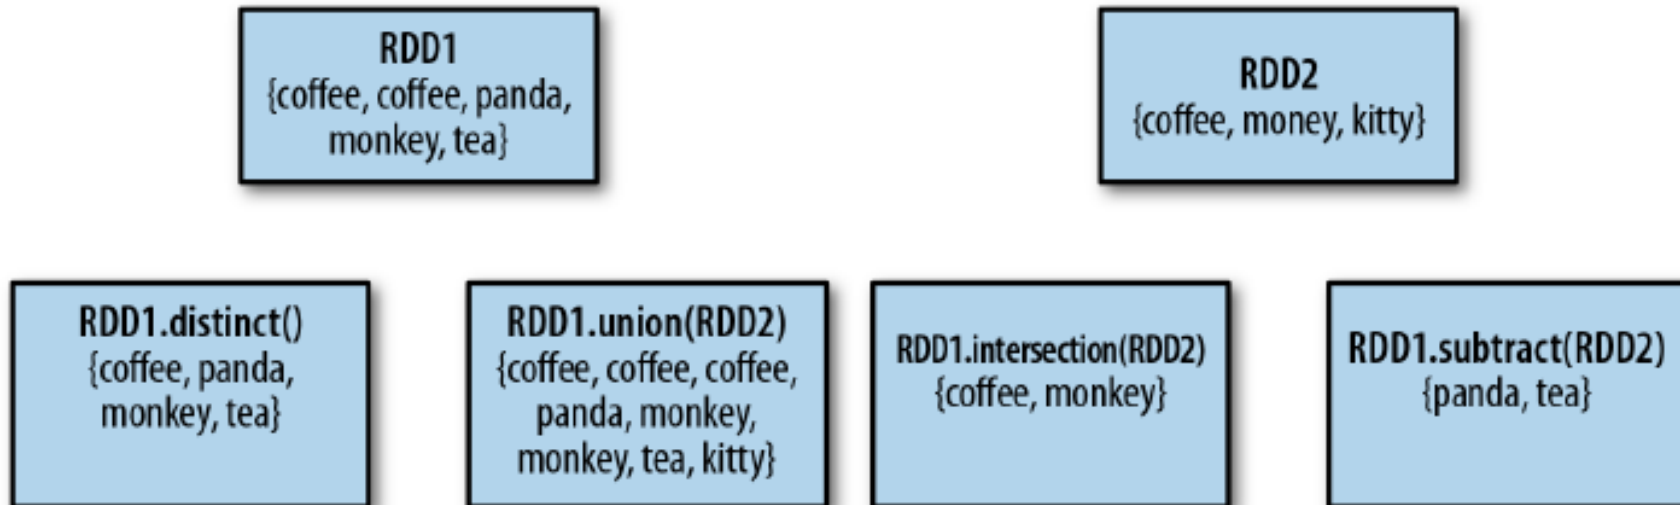 RDD1
{coffee, coffee, panda,
monkey, tea}
RDD2
{coffee, money, kitty}
RDD1.distinct()
{coffee, panda,
monkey, tea}
RDD1.union(RDD2)
{coffee, coffee, coffee,
panda, monkey,
monkey, tea, kitty}
RDD1.intersection(RDD2)
{coffee, monkey}
RDD1.subtract(RDD2)
{panda, tea}